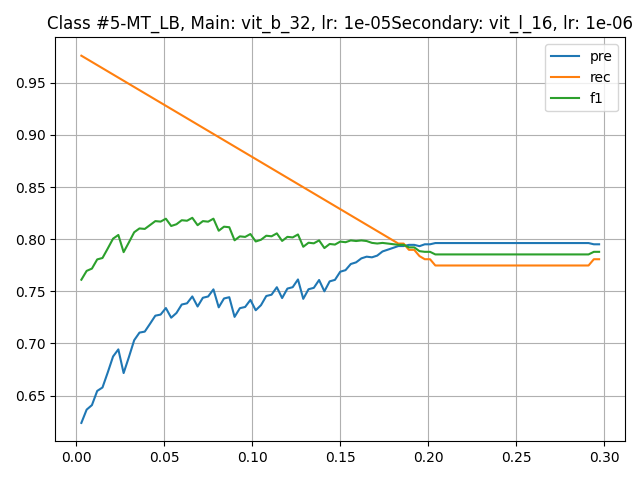 Class #5-MT_LB, Main: vit_b_32, lr: 1e-05Secondary: vit_l_16, lr: 1e-06
pre
rec
f1
0.95
0.90
0.85
0.80
0.75
0.70
0.65
0.00 0.05 0.10 0.15 0.20 0.25 0.30